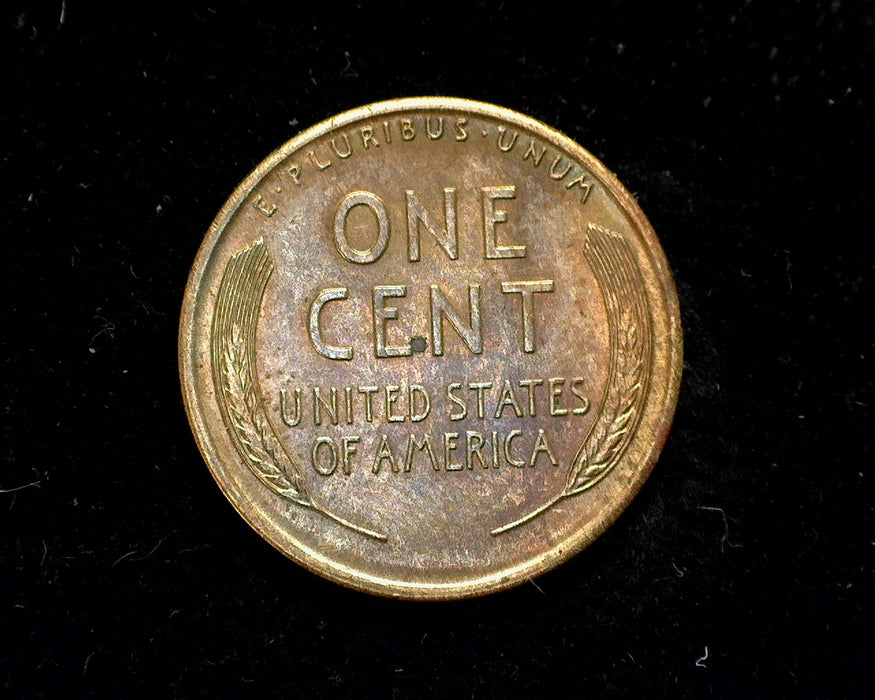 E·PLURIBUS·UNUM
ONE
CENT
UNITED STATES
OF AMERICA